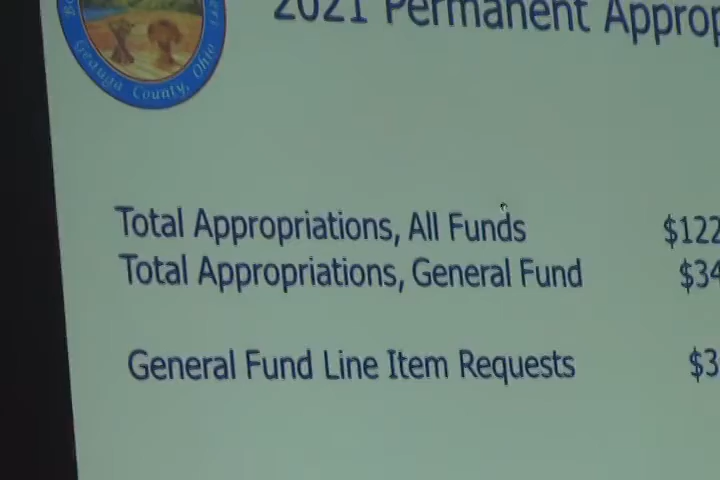 2021 Permanent Approp
Geauga County, Ohio
Total Appropriations, All Funds $122
Total Appropriations, General Fund $34
General Fund Line Item Requests $3